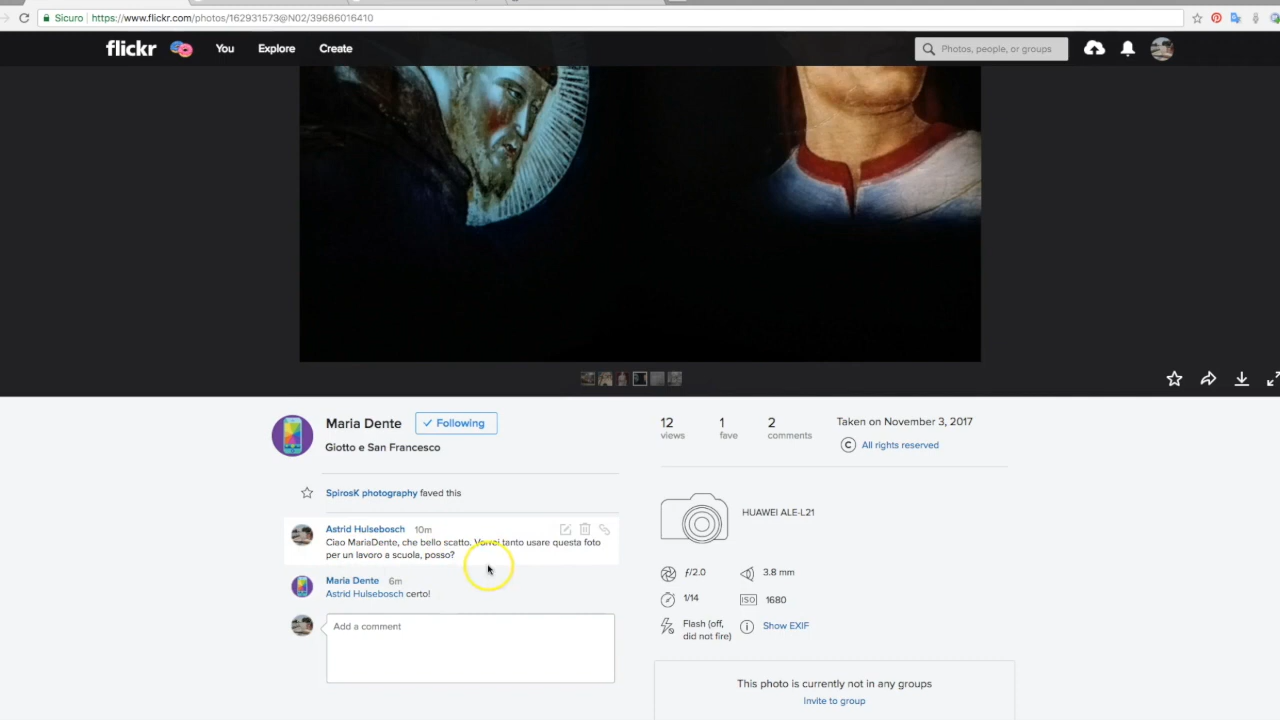 Sicuro https://www.flickr.com/photos/162931573@N02/39686016410
flickr You Explore Create Photos, people, or groups
Maria Dente Following
Giotto e San Francesco
SpirosK photography faved this
Astrid Hulsebosch 10m
Ciao MariaDente, che bello scatto. Vorrei tanto usare questa foto
per un lavoro a scuola, posso?
Maria Dente 6m
Astrid Hulsebosch certo!
Add a comment
12 1 2
views fave comments
Taken on November 3, 2017
All rights reserved
HUAWEI ALE-L21
ƒ/2.0 3.8 mm
1/14 ISO 1680
Flash (off,
did not fire)
Show EXIF
This photo is currently not in any groups
Invite to group